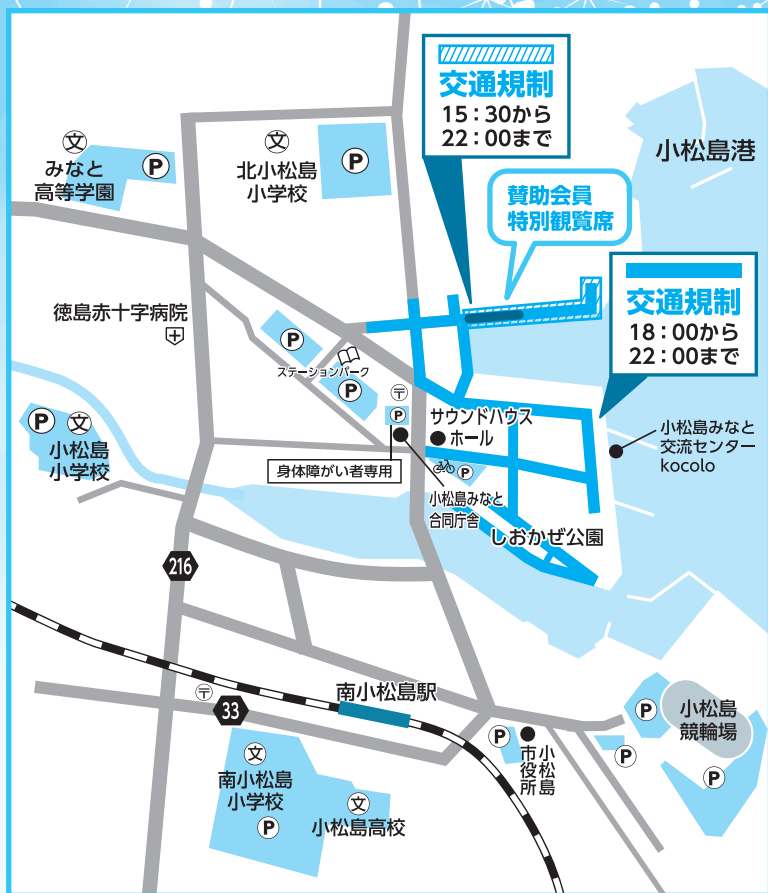 交通規制
15:30から
22:00まで
小松島港
文
みなと
高等学園
P
文
北小松島
小学校
P
賛助会員
特別観覧席
交通規制
18:00から
22:00まで
徳島赤十字病院
P
ステーションパーク
P
〒
P
サウンドハウス
ホール
P
文
小松島
小学校
身体障がい者専用
P
小松島みなと
合同庁舎
小松島みなと
交流センター
kocolo
しおかぜ公園
216
南小松島駅
〒
33
P
小松島
市役所
P
小松島
競輪場
P
P
文
南小松島
小学校
P
文
小松島高校